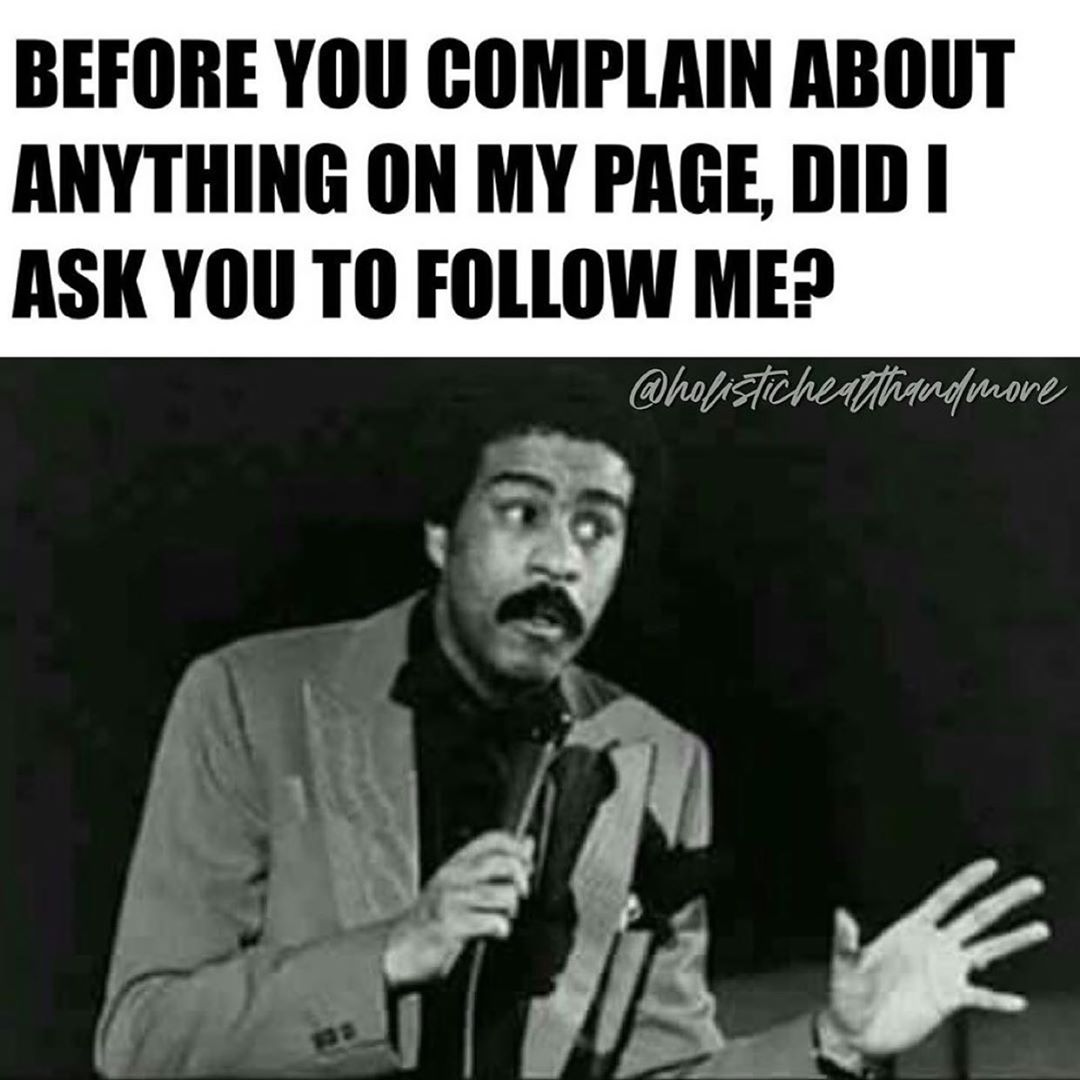 BEFORE YOU COMPLAIN ABOUT
ANYTHING ON MY PAGE, DID I
ASK YOU TO FOLLOW ME?
@holistichealthandmore